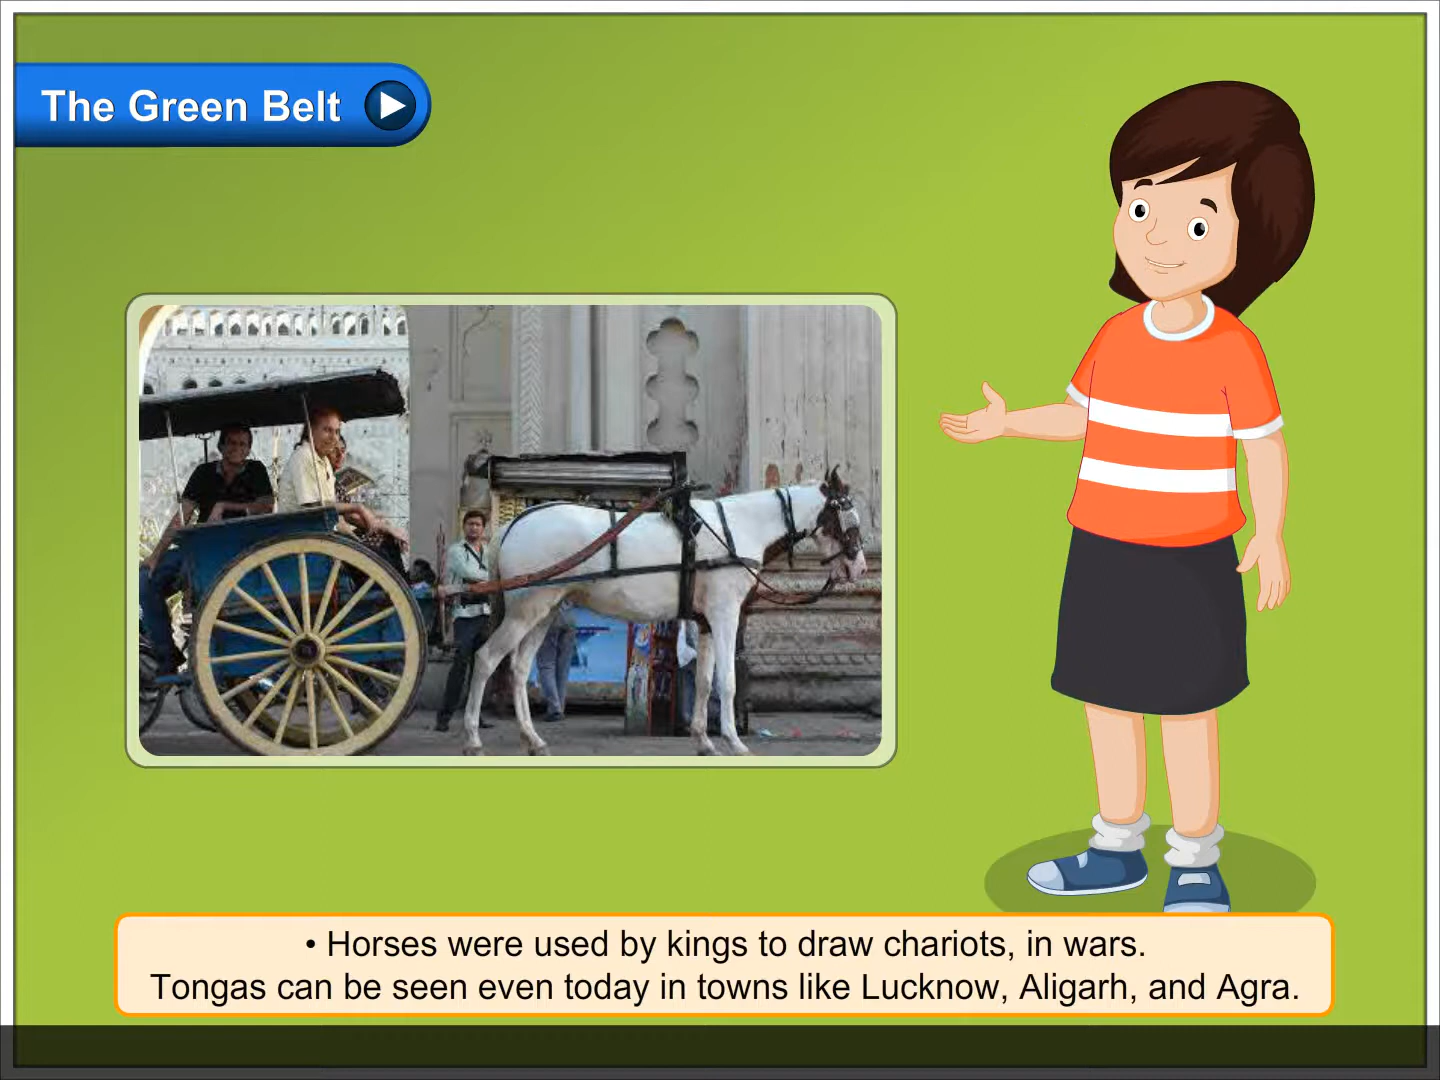 The Green Belt
• Horses were used by kings to draw chariots, in wars.
Tongas can be seen even today in towns like Lucknow, Aligarh, and Agra.